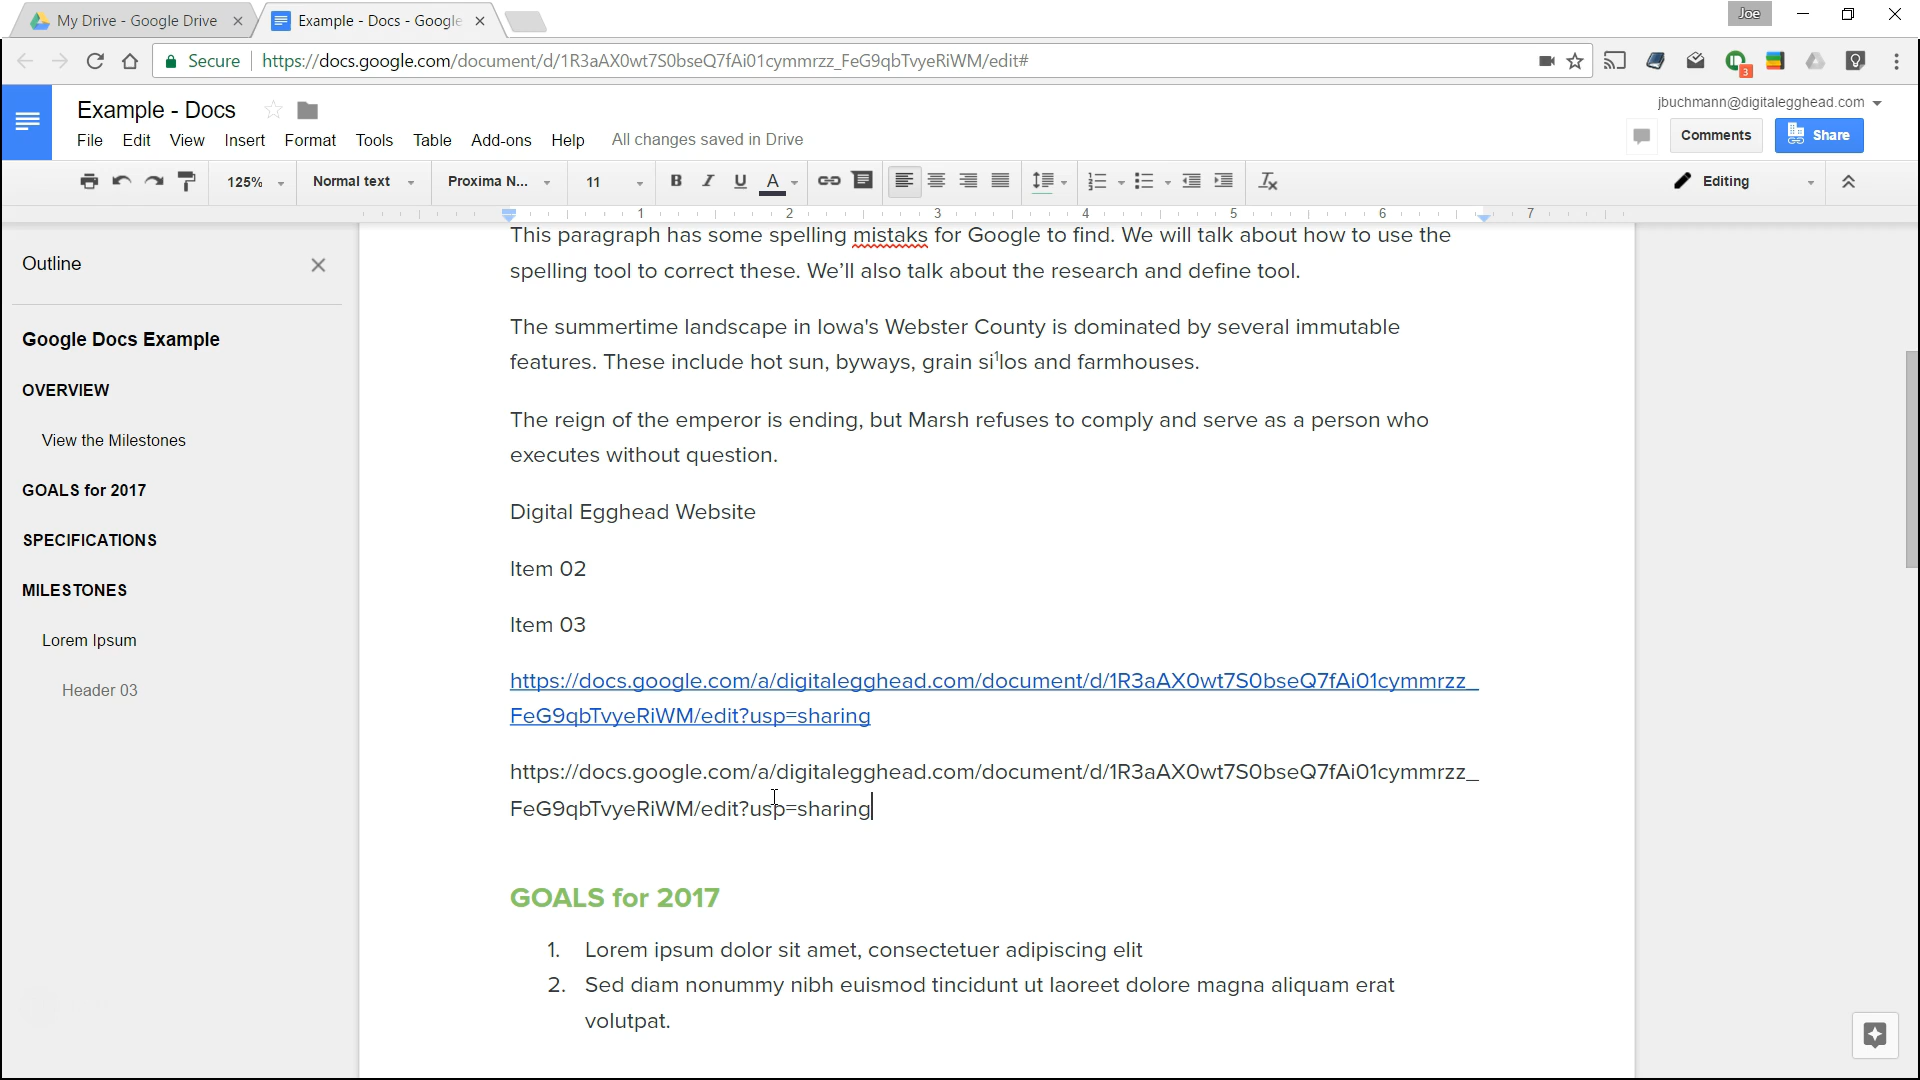 My Drive - Google Drive
Example - Docs - Google
Joe
Secure
https://docs.google.com/document/d/1R3aAX0wt7S0bseQ7fAi01cymmrzz_FeG9qbTvyeRiWM/edit#
3
Example - Docs
jbuchmann@digitalegghead.com
File Edit View Insert Format Tools Table Add-ons Help All changes saved in Drive
Comments
Share
125% Normal text Proxima N... 11 B I U A Editing
1 2 3 4 5 6 7
Outline
Google Docs Example
OVERVIEW
View the Milestones
GOALS for 2017
SPECIFICATIONS
MILESTONES
Lorem Ipsum
Header 03
This paragraph has some spelling mistaks for Google to find. We will talk about how to use the
spelling tool to correct these. We’ll also talk about the research and define tool.
The summertime landscape in Iowa's Webster County is dominated by several immutable
features. These include hot sun, byways, grain si¹los and farmhouses.
The reign of the emperor is ending, but Marsh refuses to comply and serve as a person who
executes without question.
Digital Egghead Website
Item 02
Item 03
https://docs.google.com/a/digitalegghead.com/document/d/1R3aAX0wt7S0bseQ7fAi01cymmrzz_
FeG9qbTvyeRiWM/edit?usp=sharing
https://docs.google.com/a/digitalegghead.com/document/d/1R3aAX0wt7S0bseQ7fAi01cymmrzz_
FeG9qbTvyeRiWM/edit?usp=sharing
GOALS for 2017
1. Lorem ipsum dolor sit amet, consectetuer adipiscing elit
2. Sed diam nonummy nibh euismod tincidunt ut laoreet dolore magna aliquam erat
volutpat.